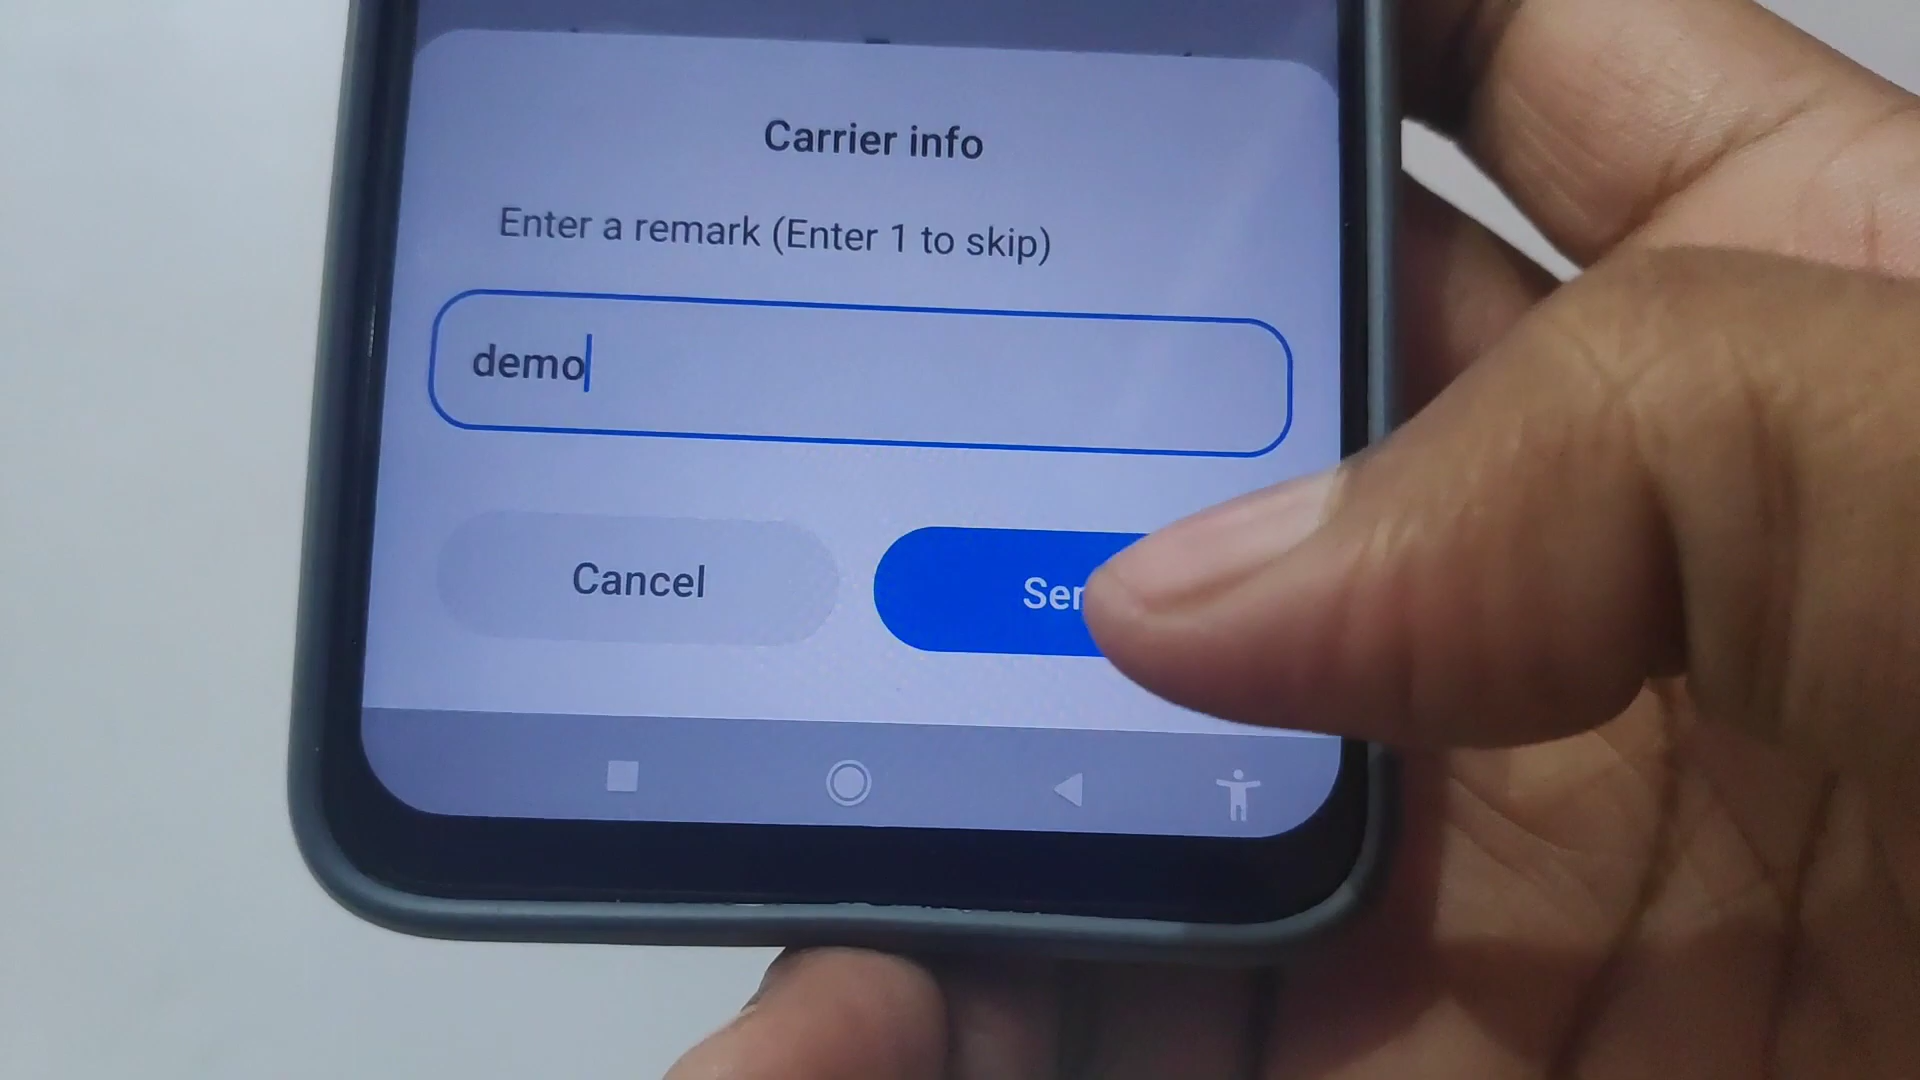 Carrier info
Enter a remark (Enter 1 to skip)
demo
Cancel